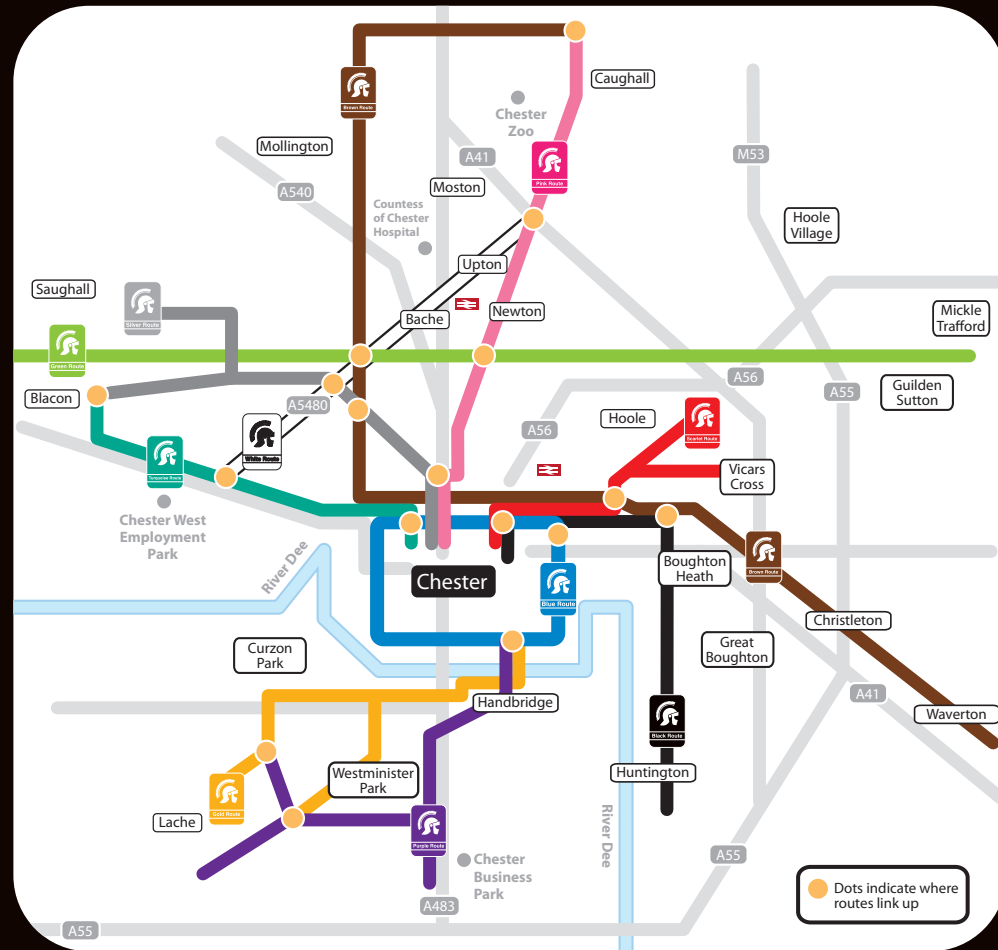 Brown Route
Caughall
Chester
Zoo
Mollington
A41
M53
Pink Route
Moston
A540
Countess
of Chester
Hospital
Hoole
Village
Upton
Saughall
Silver Route
Bache
Newton
Mickle
Trafford
Green Route
Blacon
A5480
A56
A55
Guilden
Sutton
Hoole
A56
Scarlet Route
White Route
Turquoise Route
Vicars
Cross
Chester West
Employment
Park
River Dee
Chester
Blue Route
Boughton
Heath
Brown Route
Christleton
Curzon
Park
Great
Boughton
A41
Handbridge
Black Route
Waverton
Westminister
Park
Huntington
Gold Route
Lache
Purple Route
River Dee
Chester
Business
Park
A55
A483
A55
Dots indicate where
routes link up